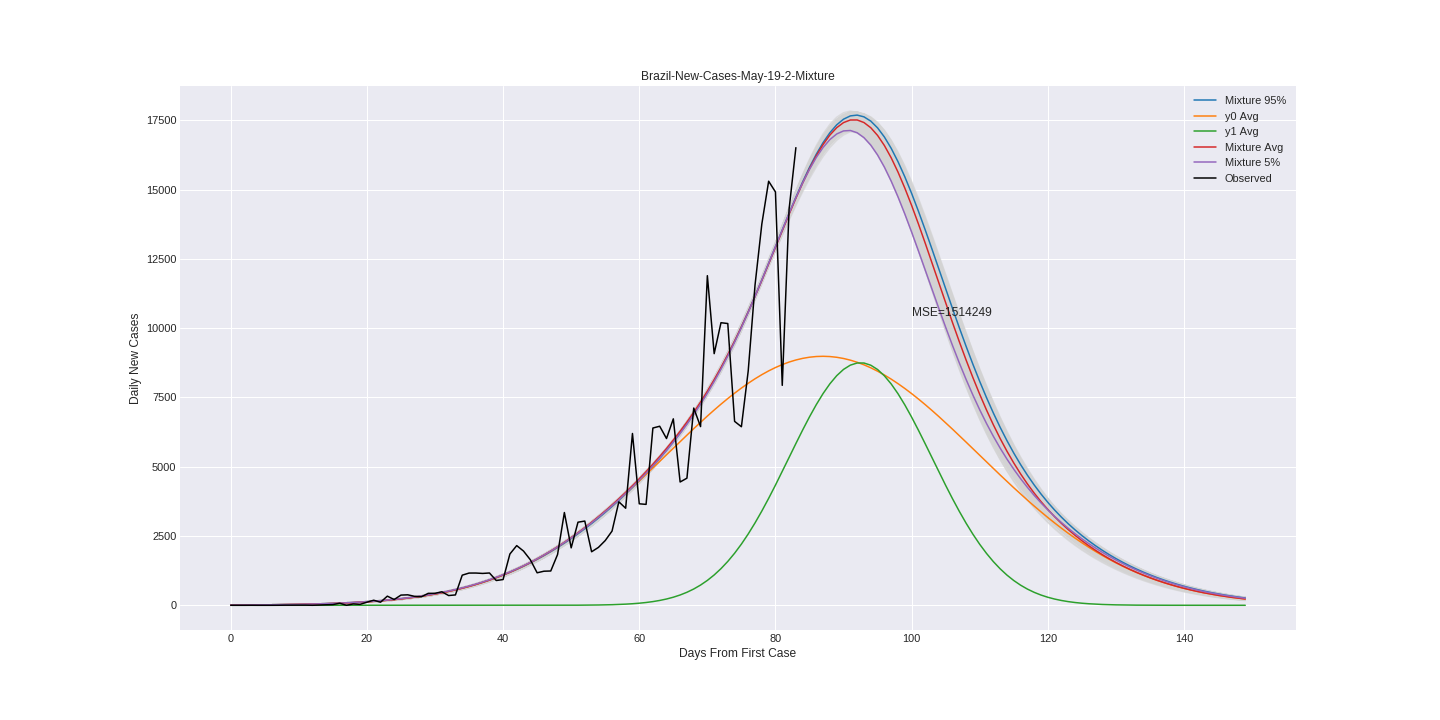 Brazil-New-Cases-May-19-2-Mixture
Mixture 95%
y0 Avg
y1 Avg
Mixture Avg
Mixture 5%
Observed
17500
15000
12500
10000
7500
5000
2500
0
Daily New Cases
MSE=1514249
0 20 40 60 80 100 120 140
Days From First Case